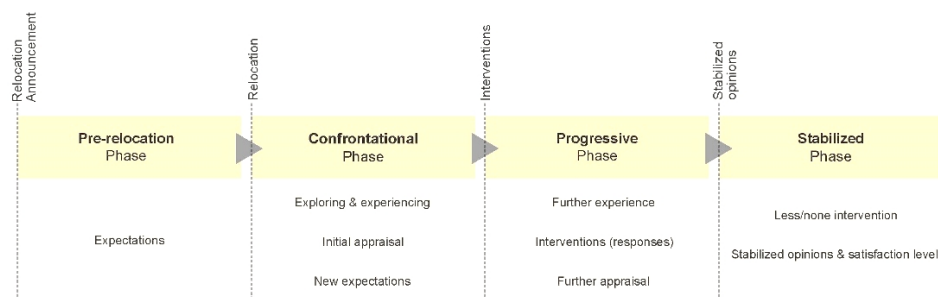 Relocation
Announcement
Relocation
Interventions
Stabilized
opinions
Pre-relocation
Phase
Confrontational
Phase
Progressive
Phase
Stabilized
Phase
Expectations
Exploring & experiencing
Initial appraisal
New expectations
Further experience
Interventions (responses)
Further appraisal
Less/none intervention
Stabilized opinions & satisfaction level